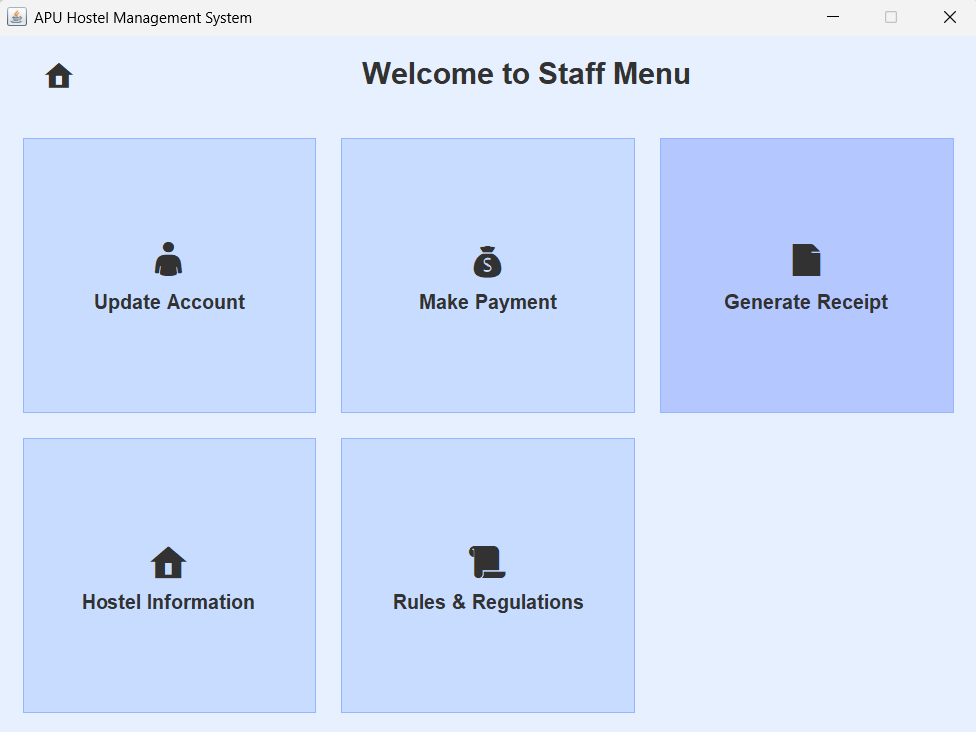 APU Hostel Management System
Welcome to Staff Menu
Update Account
Make Payment
Generate Receipt
Hostel Information
Rules & Regulations